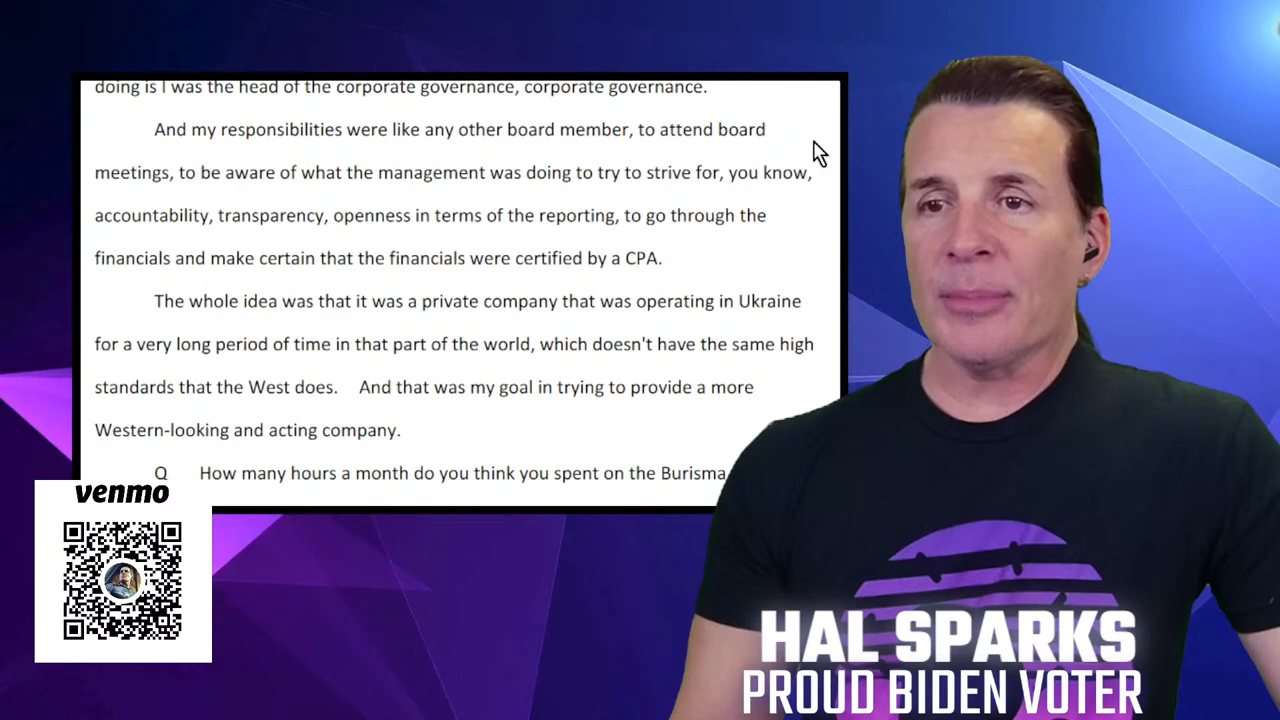 doing is I was the head of the corporate governance, corporate governance.
And my responsibilities were like any other board member, to attend board
meetings, to be aware of what the management was doing to try to strive for, you know,
accountability, transparency, openness in terms of the reporting, to go through the
financials and make certain that the financials were certified by a CPA.
The whole idea was that it was a private company that was operating in Ukraine
for a very long period of time in that part of the world, which doesn't have the same high
standards that the West does. And that was my goal in trying to provide a more
Western-looking and acting company.
Q How many hours a month do you think you spent on the Burisma
venmo
HAL SPARKS
PROUD BIDEN VOTER